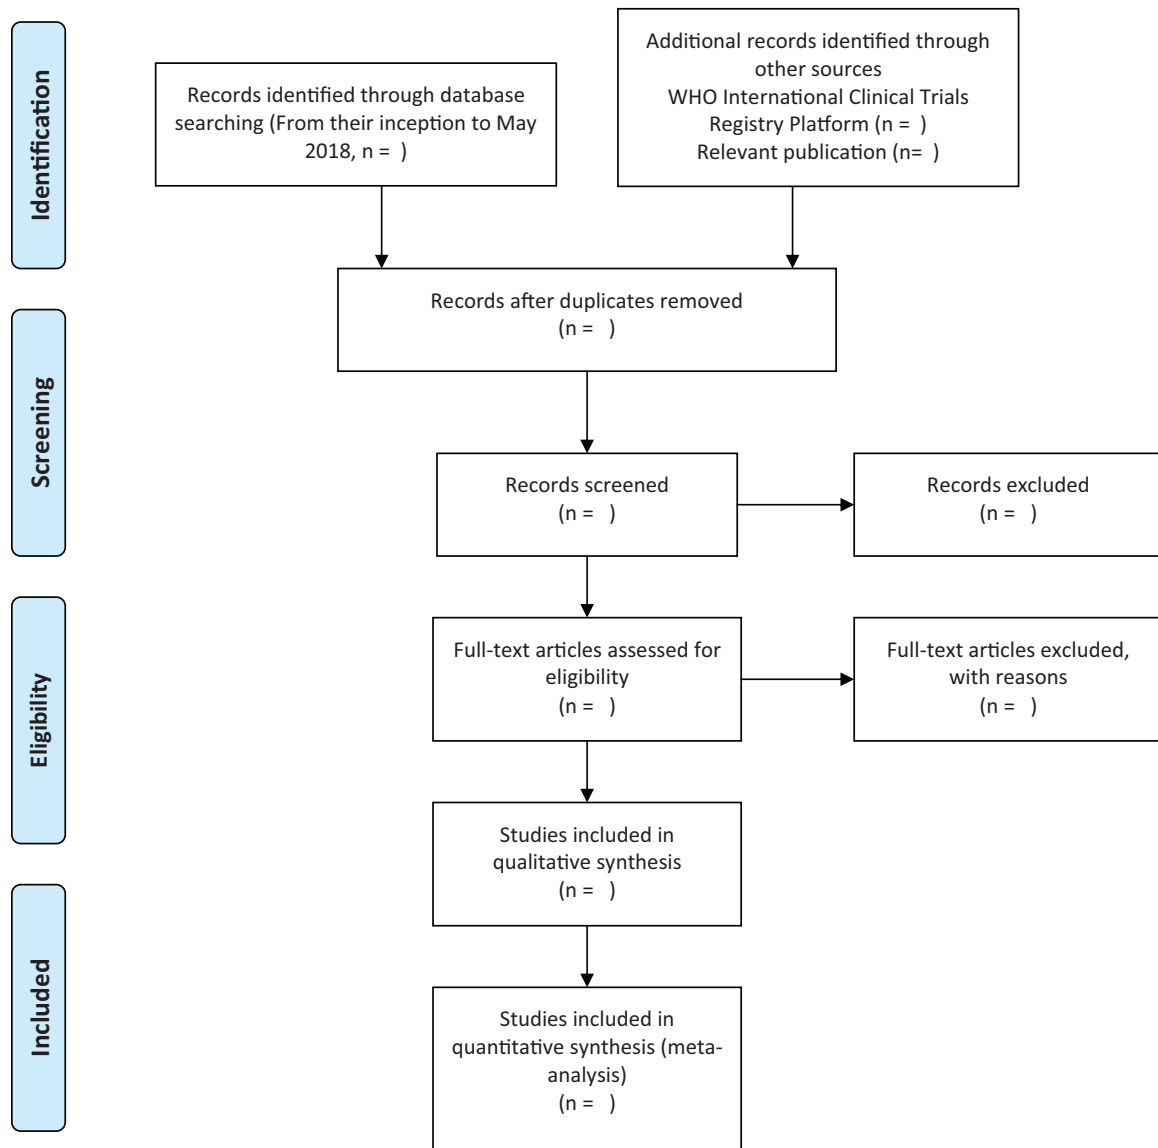 Identification
Records identified through database
searching (From their inception to May
2018, n =  )
Additional records identified through
other sources
WHO International Clinical Trials
Registry Platform (n =  )
Relevant publication (n=  )
Records after duplicates removed
(n =  )
Screening
Records screened
(n =  )
Records excluded
(n =  )
Eligibility
Full-text articles assessed for
eligibility
(n =  )
Full-text articles excluded,
with reasons
(n =  )
Studies included in
qualitative synthesis
(n =  )
Included
Studies included in
quantitative synthesis (meta-
analysis)
(n =  )